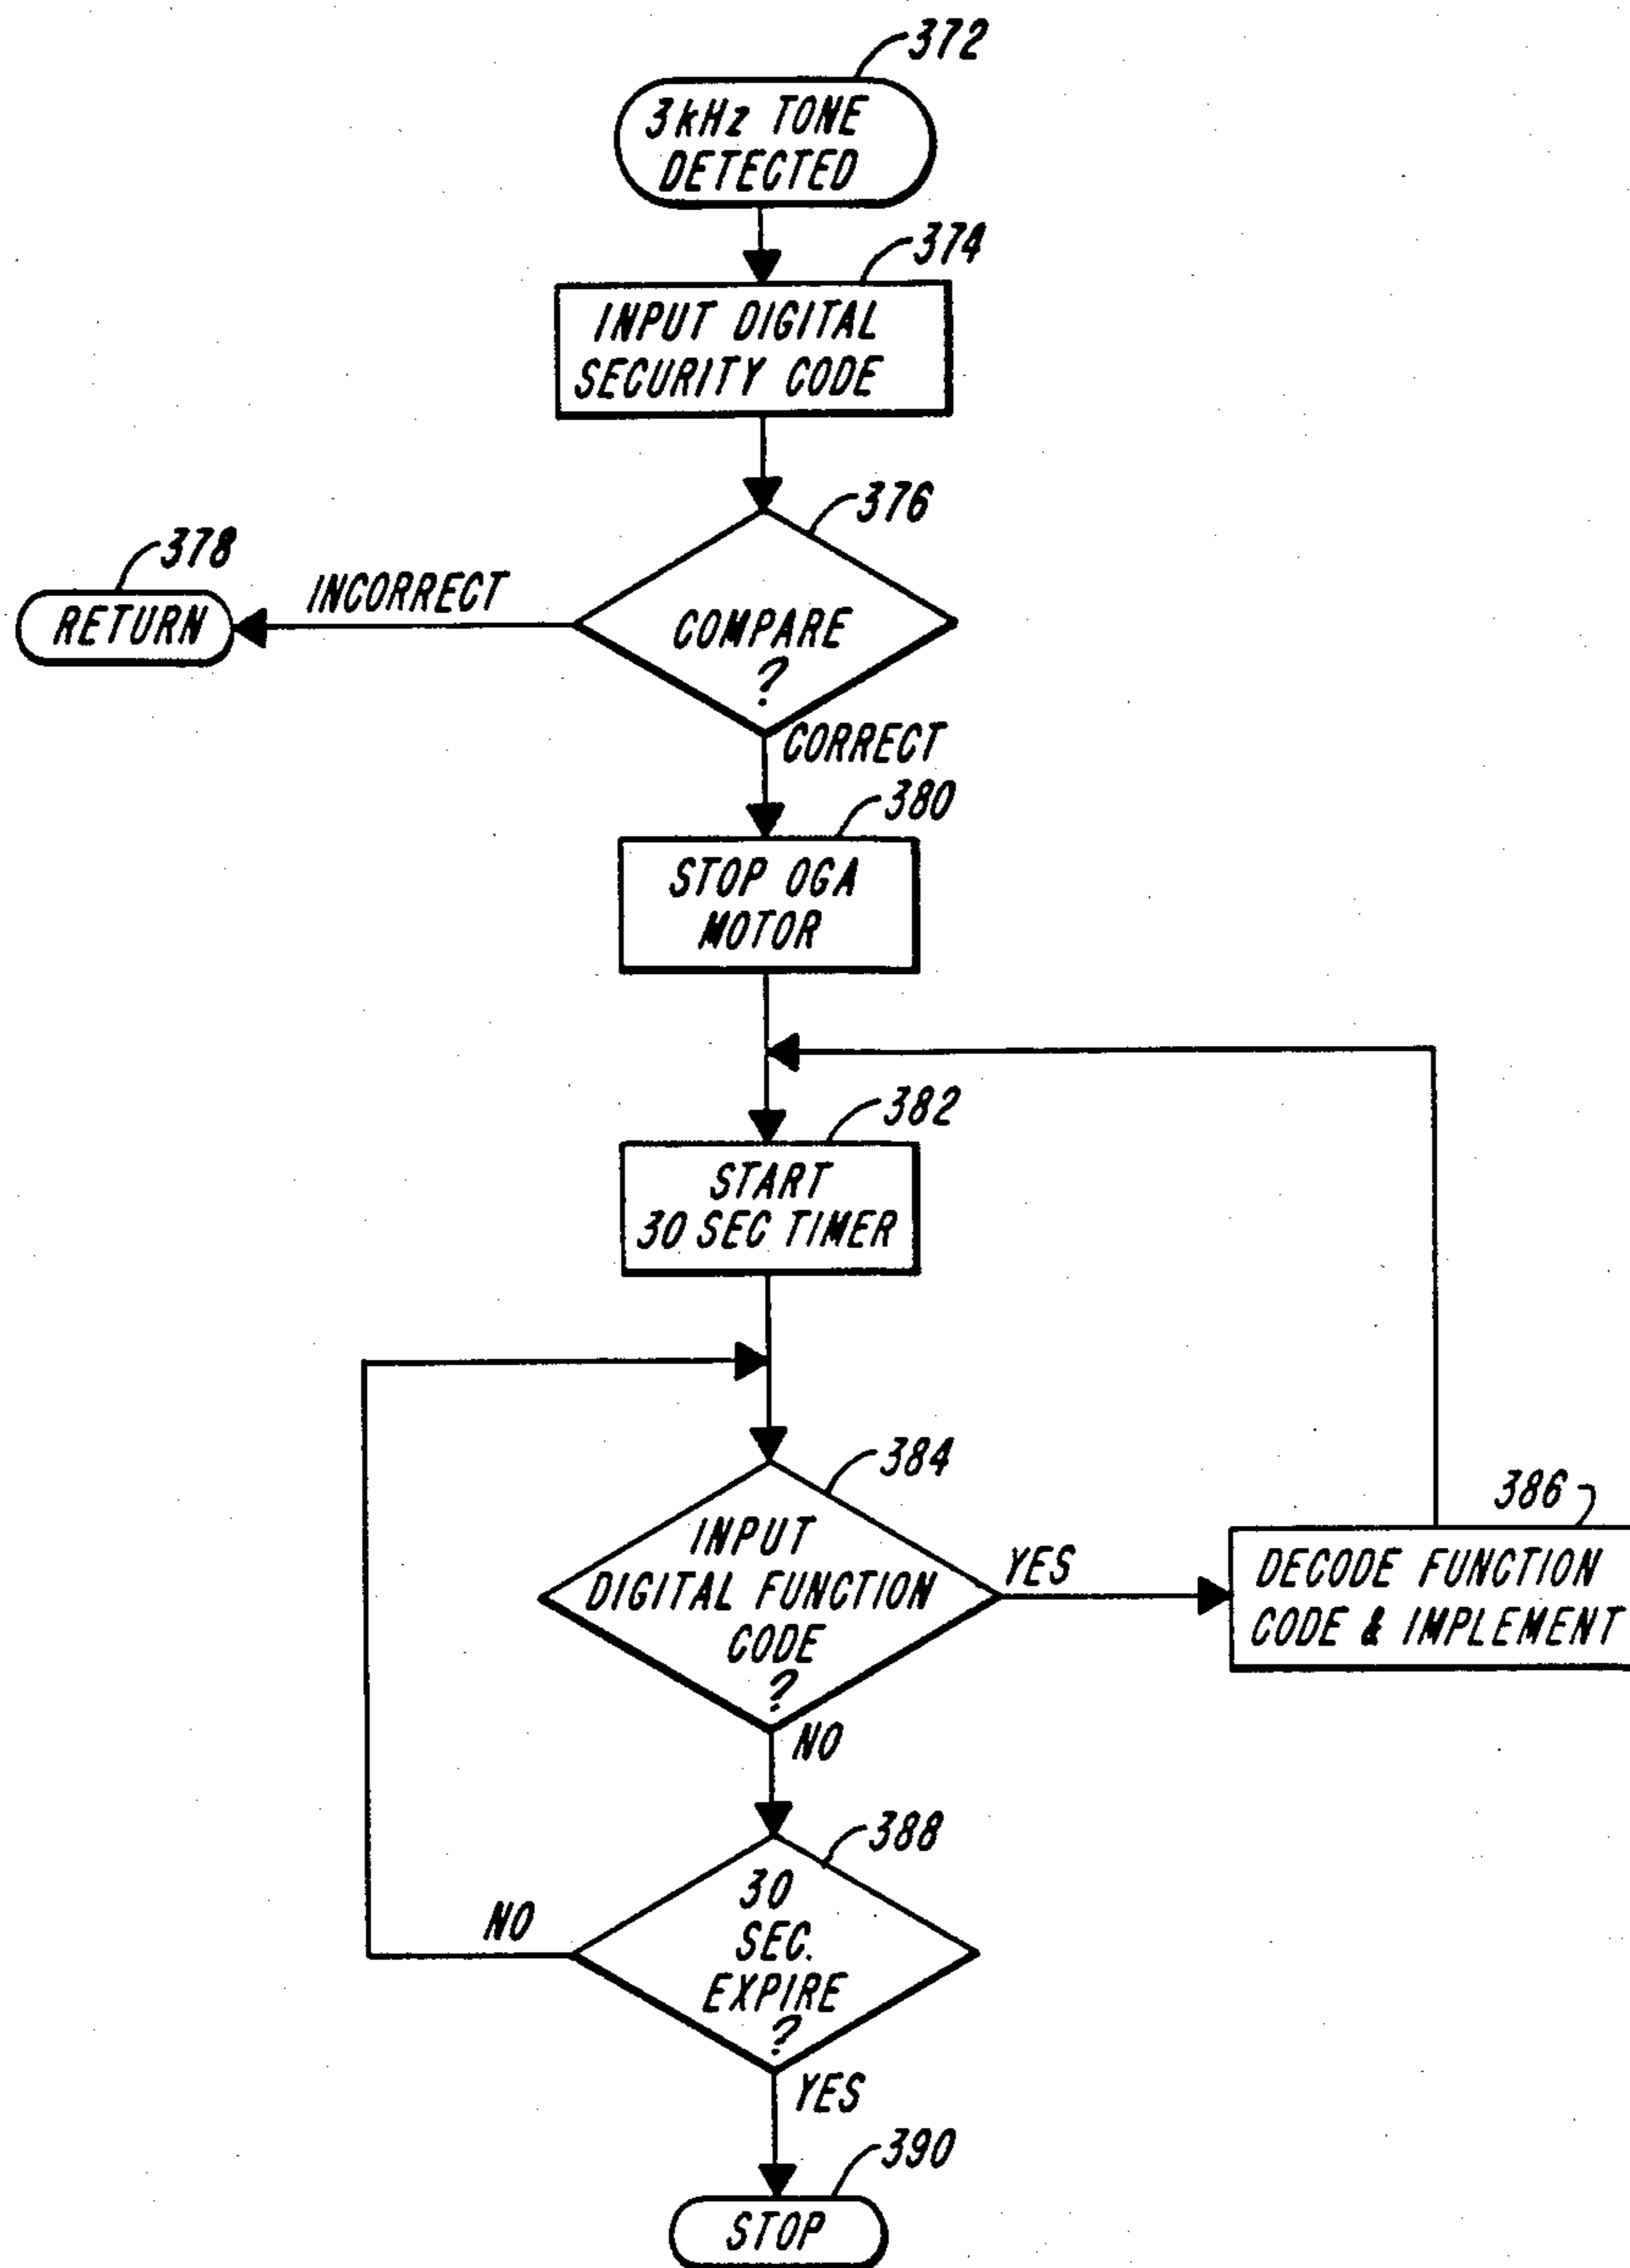 372
3kHz TONE
DETECTED
374
INPUT DIGITAL
SECURITY CODE
376
378
INCORRECT
RETURN
COMPARE
?
CORRECT
380
STOP OGA
MOTOR
382
START
30 SEC TIMER
384
386
INPUT
DIGITAL FUNCTION
CODE
?
YES
DECODE FUNCTION
CODE & IMPLEMENT
NO
388
30
SEC.
EXPIRE
?
NO
YES
390
STOP